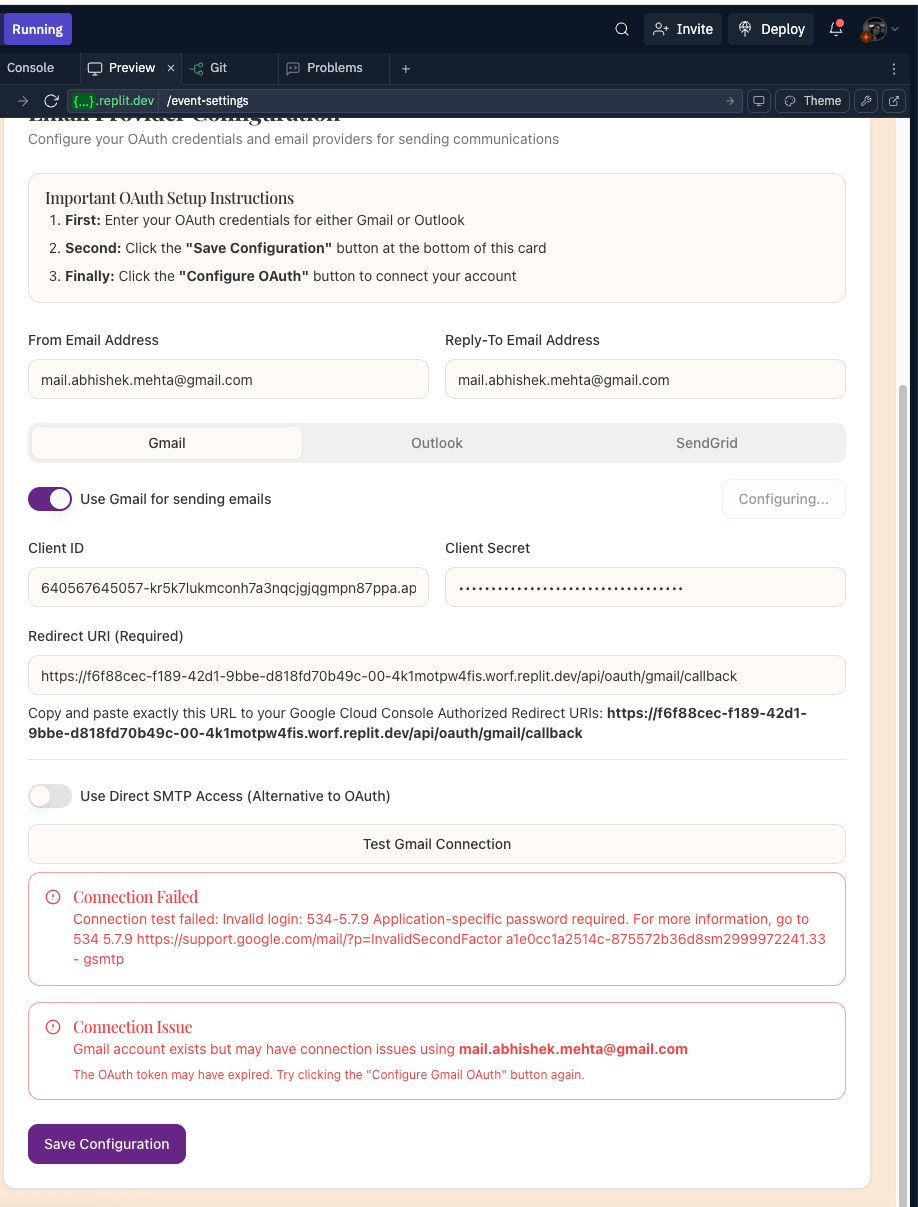 Running
Invite
Deploy
Console
Preview
Git
Problems
{...}.replit.dev
/event-settings
Theme
Email Provider Configuration
Configure your OAuth credentials and email providers for sending communications
Important OAuth Setup Instructions
1. First: Enter your OAuth credentials for either Gmail or Outlook
2. Second: Click the "Save Configuration" button at the bottom of this card
3. Finally: Click the "Configure OAuth" button to connect your account
From Email Address
Reply-To Email Address
mail.abhishek.mehta@gmail.com
mail.abhishek.mehta@gmail.com
Gmail
Outlook
SendGrid
Use Gmail for sending emails
Configuring...
Client ID
Client Secret
640567645057-kr5k7lukmconh7a3nqcjgjqgmpn87ppa.ap
Redirect URI (Required)
https://f6f88cec-f189-42d1-9bbe-d818fd70b49c-00-4k1motpw4fis.worf.replit.dev/api/oauth/gmail/callback
Copy and paste exactly this URL to your Google Cloud Console Authorized Redirect URIs: https://f6f88cec-f189-42d1-
9bbe-d818fd70b49c-00-4k1motpw4fis.worf.replit.dev/api/oauth/gmail/callback
Use Direct SMTP Access (Alternative to OAuth)
Test Gmail Connection
Connection Failed
Connection test failed: Invalid login: 534-5.7.9 Application-specific password required. For more information, go to
534 5.7.9 https://support.google.com/mail/?p=InvalidSecondFactor a1e0cc1a2514c-875572b36d8sm2999972241.33
- gsmtp
Connection Issue
Gmail account exists but may have connection issues using mail.abhishek.mehta@gmail.com
The OAuth token may have expired. Try clicking the "Configure Gmail OAuth" button again.
Save Configuration